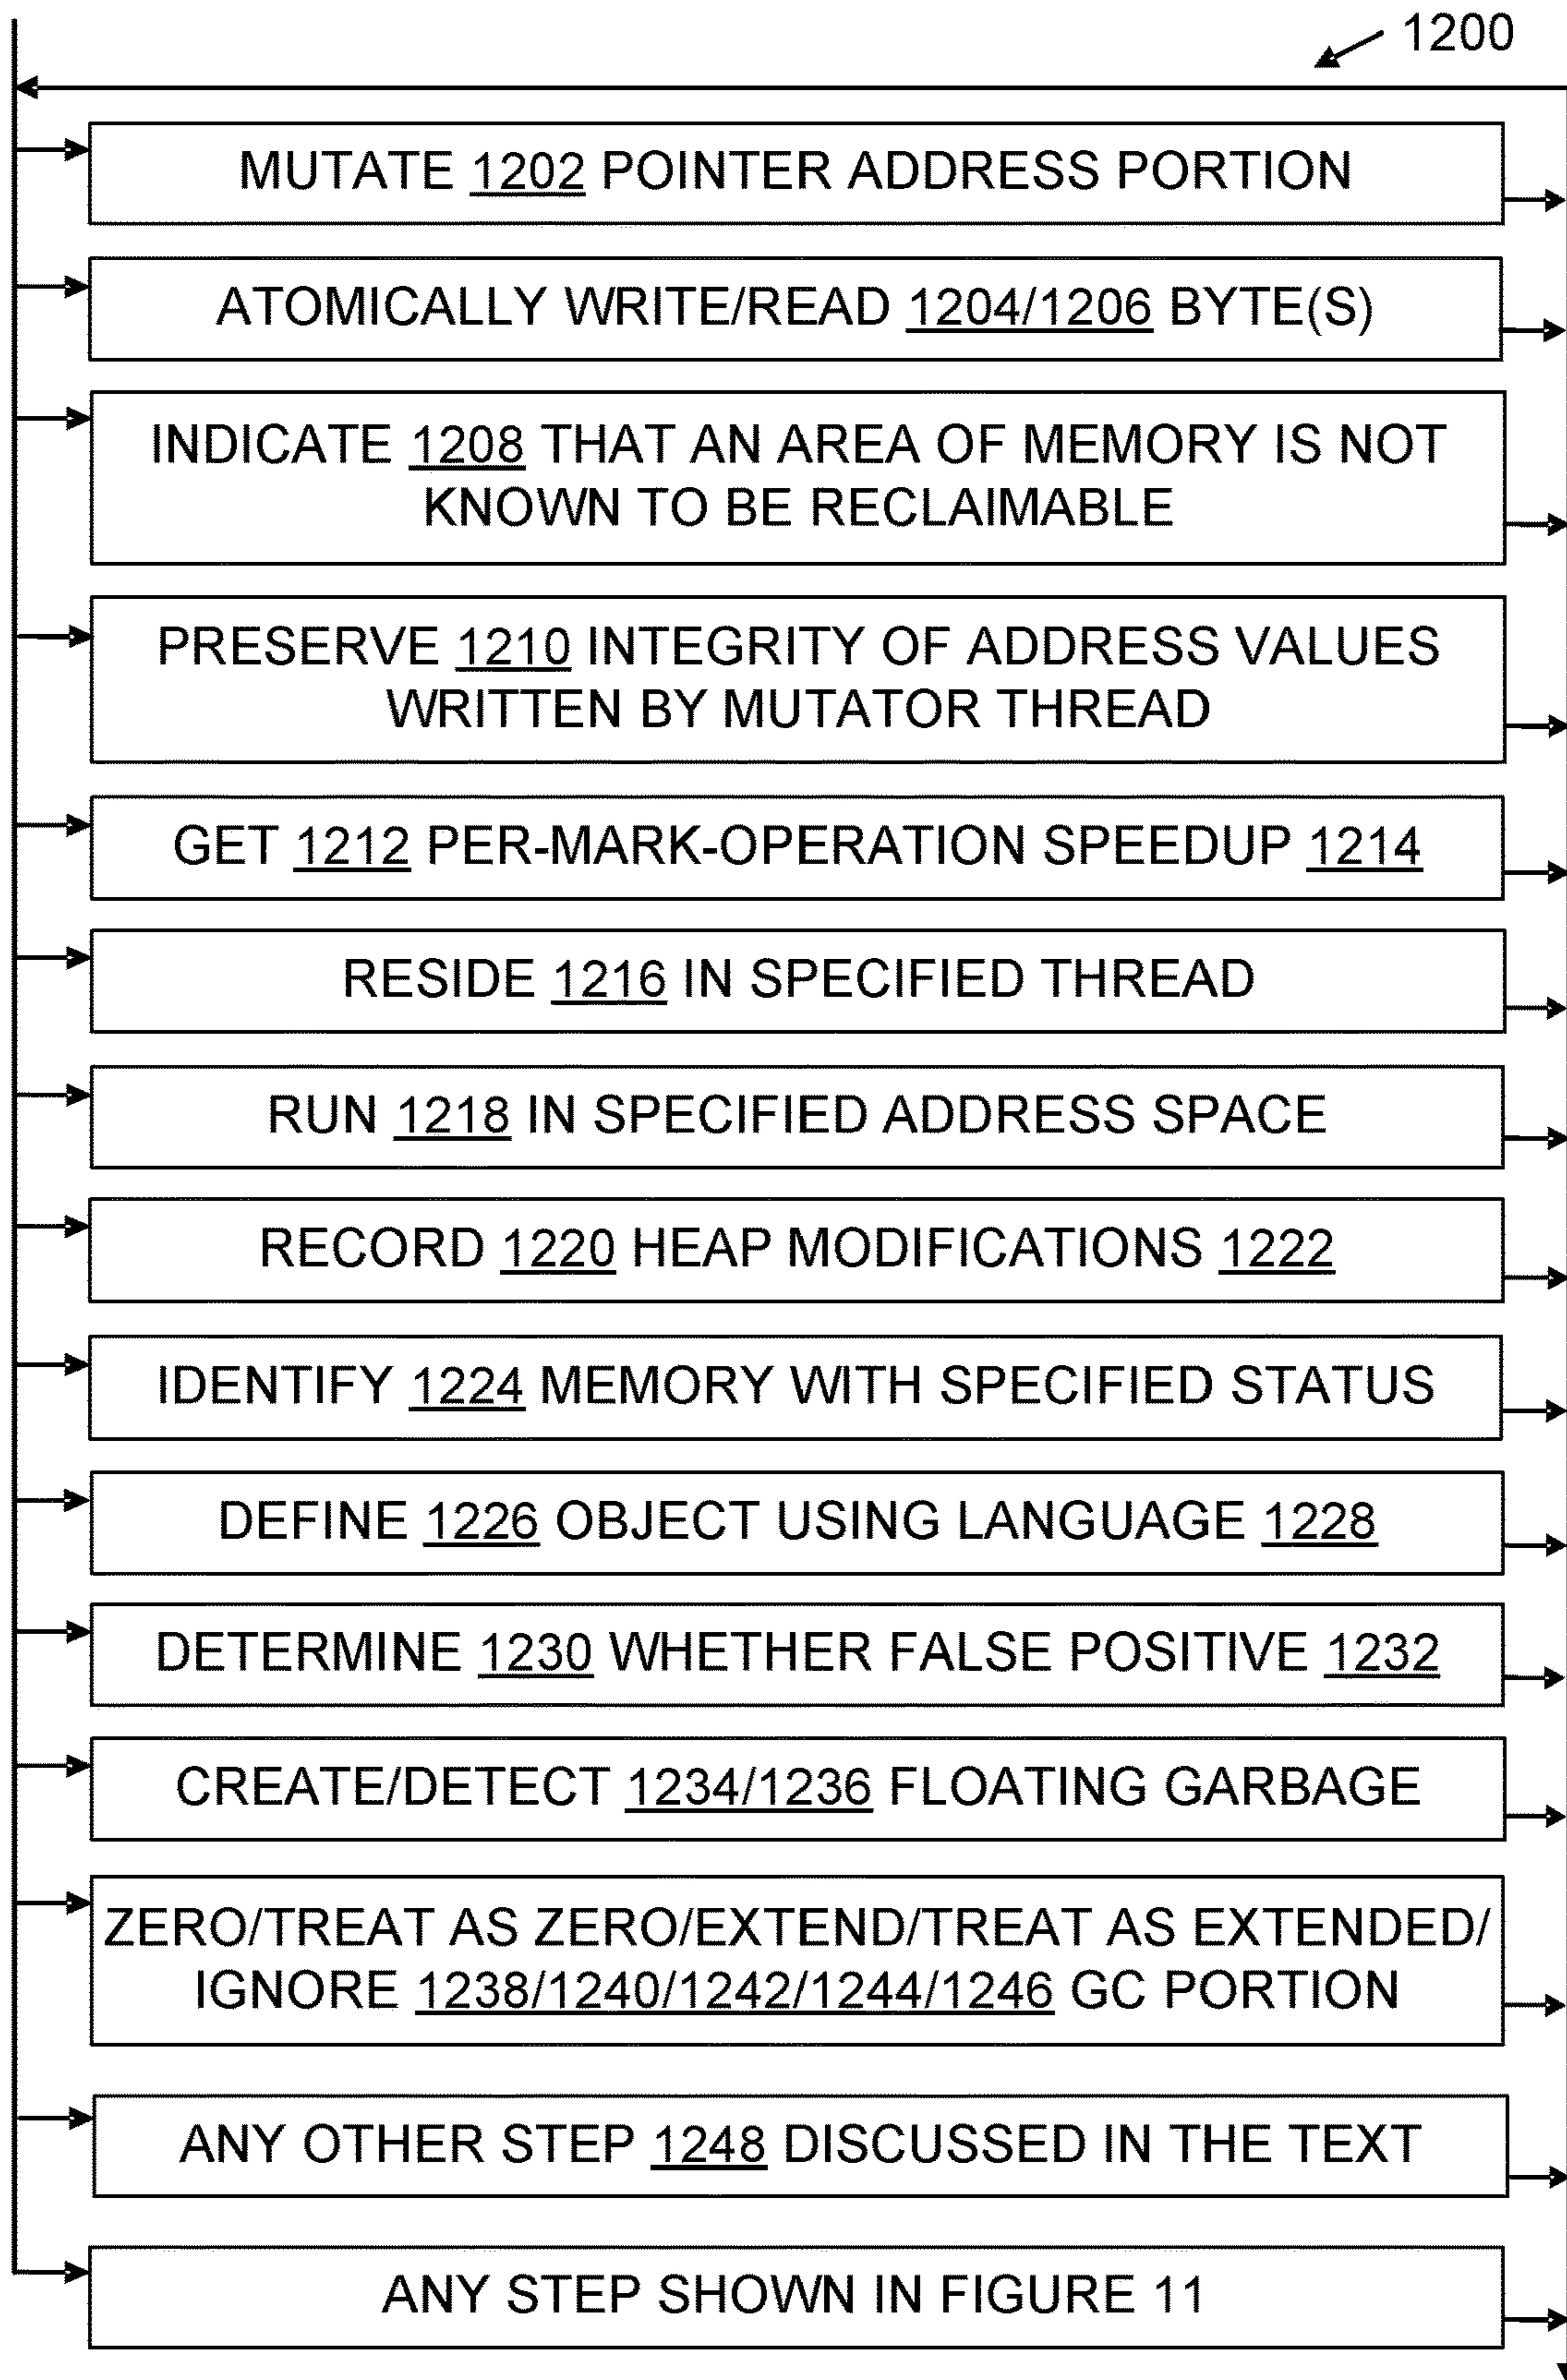 1200
MUTATE 1202 POINTER ADDRESS PORTION
ATOMICALLY WRITE/READ 1204/1206 BYTE(S)
INDICATE 1208 THAT AN AREA OF MEMORY IS NOT
KNOWN TO BE RECLAIMABLE
PRESERVE 1210 INTEGRITY OF ADDRESS VALUES
WRITTEN BY MUTATOR THREAD
GET 1212 PER-MARK-OPERATION SPEEDUP 1214
RESIDE 1216 IN SPECIFIED THREAD
RUN 1218 IN SPECIFIED ADDRESS SPACE
RECORD 1220 HEAP MODIFICATIONS 1222
IDENTIFY 1224 MEMORY WITH SPECIFIED STATUS
DEFINE 1226 OBJECT USING LANGUAGE 1228
DETERMINE 1230 WHETHER FALSE POSITIVE 1232
CREATE/DETECT 1234/1236 FLOATING GARBAGE
ZERO/TREAT AS ZERO/EXTEND/TREAT AS EXTENDED/
IGNORE 1238/1240/1242/1244/1246 GC PORTION
ANY OTHER STEP 1248 DISCUSSED IN THE TEXT
ANY STEP SHOWN IN FIGURE 11